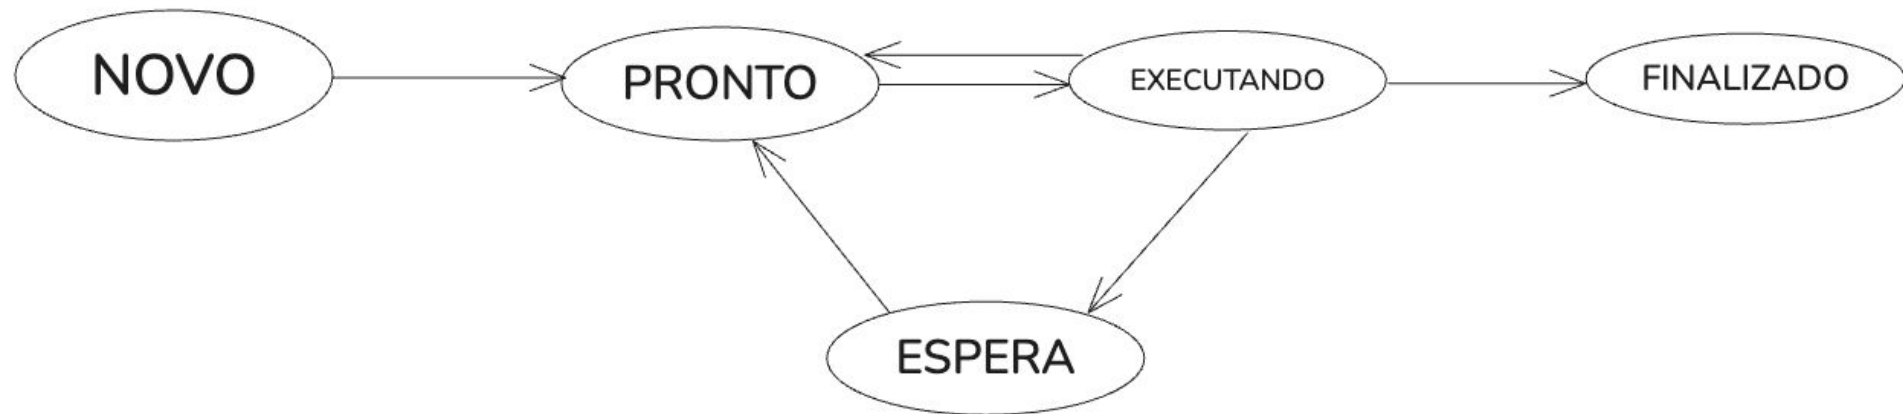 NOVO
PRONTO
EXECUTANDO
FINALIZADO
ESPERA